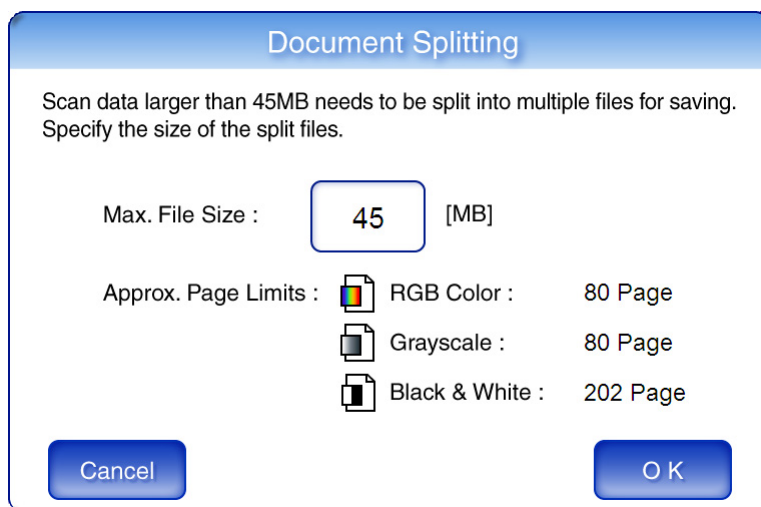 Document Splitting
Scan data larger than 45MB needs to be split into multiple files for saving.
Specify the size of the split files.
Max. File Size : 45 [MB]
Approx. Page Limits : RGB Color : 80 Page
Grayscale : 80 Page
Black & White : 202 Page
Cancel O K